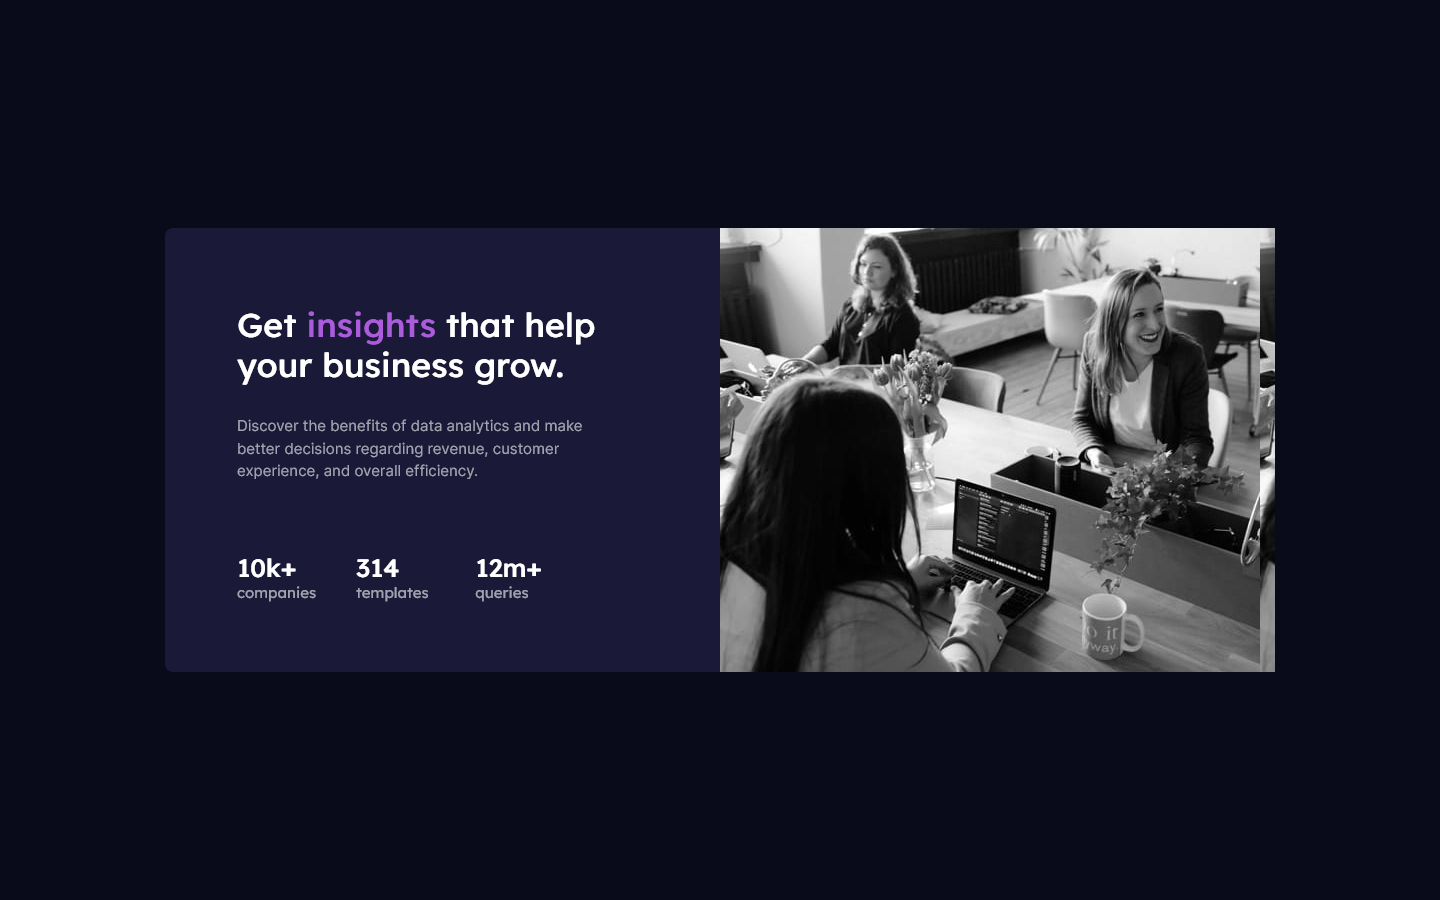 Get insights that help
your business grow.
Discover the benefits of data analytics and make
better decisions regarding revenue, customer
experience, and overall efficiency.
10k+ 314 12m+
companies templates queries